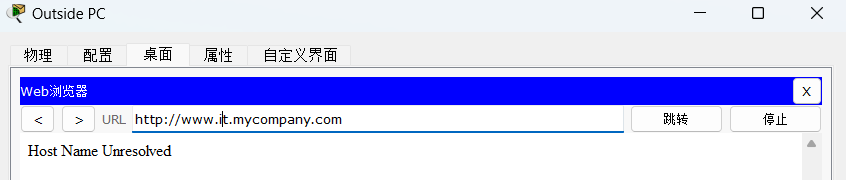 Outside PC
物理 配置 桌面 属性 自定义界面
Web浏览器 X
< > URL http://www.iit.mycompany.com 跳转 停止
Host Name Unresolved